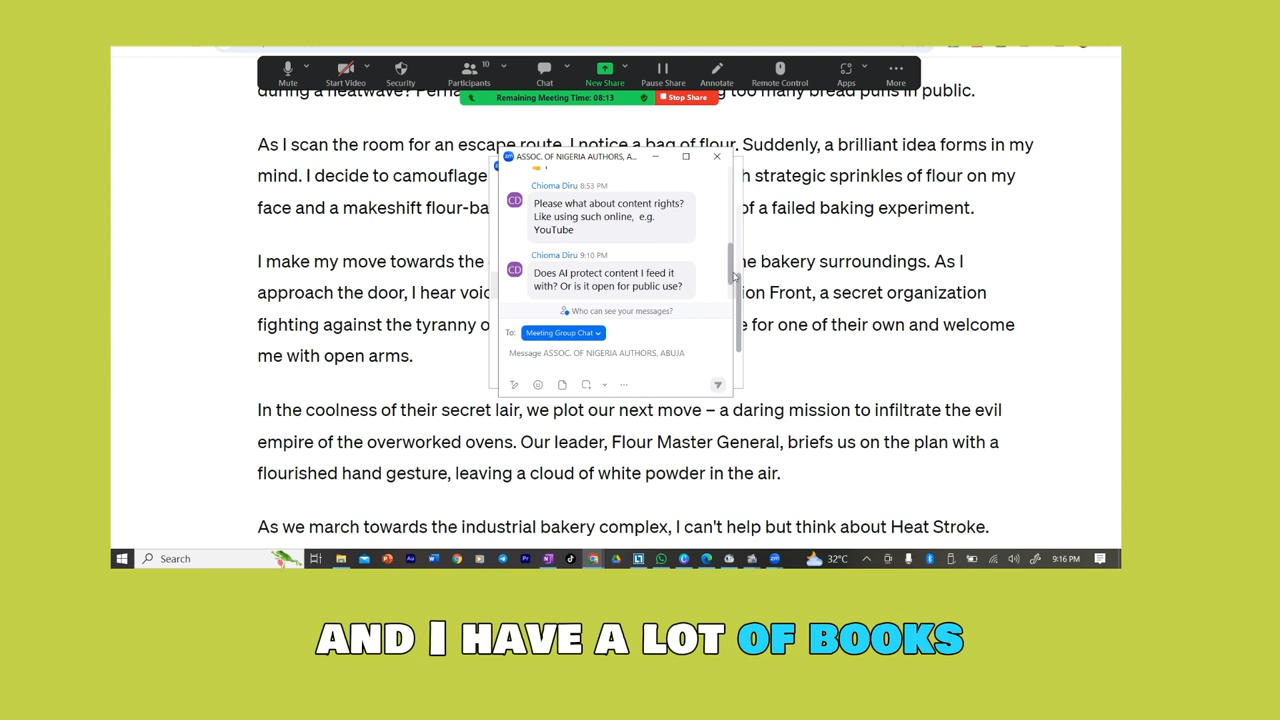 Mute
Start Video
Security
Participants
10
Chat
New Share
Pause Share
Annotate
Remote Control
Apps
More
Remaining Meeting Time: 08:13
Stop Share
too many bread puns in public.
As I scan the room for an escape route, I notice a bag of flour. Suddenly, a brilliant idea forms in my
mind. I decide to camouflage
strategic sprinkles of flour on my
face and a makeshift flour-ba
of a failed baking experiment.
I make my move towards the
bakery surroundings. As I
approach the door, I hear voic
ion Front, a secret organization
fighting against the tyranny o
for one of their own and welcome
me with open arms.
In the coolness of their secret lair, we plot our next move – a daring mission to infiltrate the evil
empire of the overworked ovens. Our leader, Flour Master General, briefs us on the plan with a
flourished hand gesture, leaving a cloud of white powder in the air.
As we march towards the industrial bakery complex, I can't help but think about Heat Stroke.
ASSOC. OF NIGERIA AUTHORS, A...
Chioma Diru 8:53 PM
CD
Please what about content rights?
Like using such online, e.g.
YouTube
Chioma Diru 9:10 PM
CD
Does AI protect content I feed it
with? Or is it open for public use?
Who can see your messages?
To: Meeting Group Chat
Message ASSOC. OF NIGERIA AUTHORS, ABUJA
Search
32°C
9:16 PM
AND I HAVE A LOT OF BOOKS